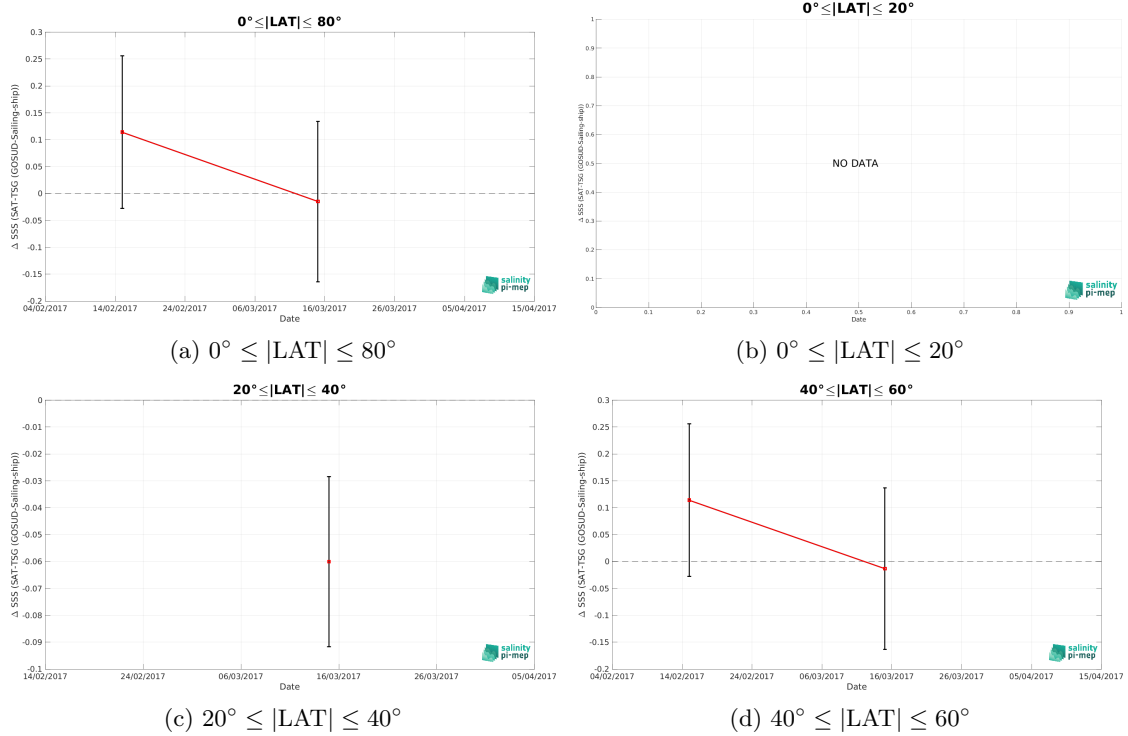 0°≤|LAT|≤ 80°
Δ SSS (SAT-TSG (GOSUD-Sailing-ship))
0.3
0.25
0.2
0.15
0.1
0.05
0
-0.05
-0.1
-0.15
-0.2
04/02/2017 14/02/2017 24/02/2017 06/03/2017 16/03/2017 26/03/2017 05/04/2017 15/04/2017
Date
salinity
pi-mep
(a) 0° ≤ |LAT| ≤ 80°
0°≤|LAT|≤ 20°
Δ SSS (SAT-TSG (GOSUD-Sailing-ship))
1
0.9
0.8
0.7
0.6
0.5
0.4
0.3
0.2
0.1
0
NO DATA
0 0.1 0.2 0.3 0.4 0.5 0.6 0.7 0.8 0.9 1
Date
salinity
pi-mep
(b) 0° ≤ |LAT| ≤ 20°
20°≤|LAT|≤ 40°
Δ SSS (SAT-TSG (GOSUD-Sailing-ship))
0
-0.01
-0.02
-0.03
-0.04
-0.05
-0.06
-0.07
-0.08
-0.09
-0.1
14/02/2017 24/02/2017 06/03/2017 16/03/2017 26/03/2017 05/04/2017
Date
salinity
pi-mep
(c) 20° ≤ |LAT| ≤ 40°
40°≤|LAT|≤ 60°
Δ SSS (SAT-TSG (GOSUD-Sailing-ship))
0.3
0.25
0.2
0.15
0.1
0.05
0
-0.05
-0.1
-0.15
-0.2
04/02/2017 14/02/2017 24/02/2017 06/03/2017 16/03/2017 26/03/2017 05/04/2017 15/04/2017
Date
salinity
pi-mep
(d) 40° ≤ |LAT| ≤ 60°